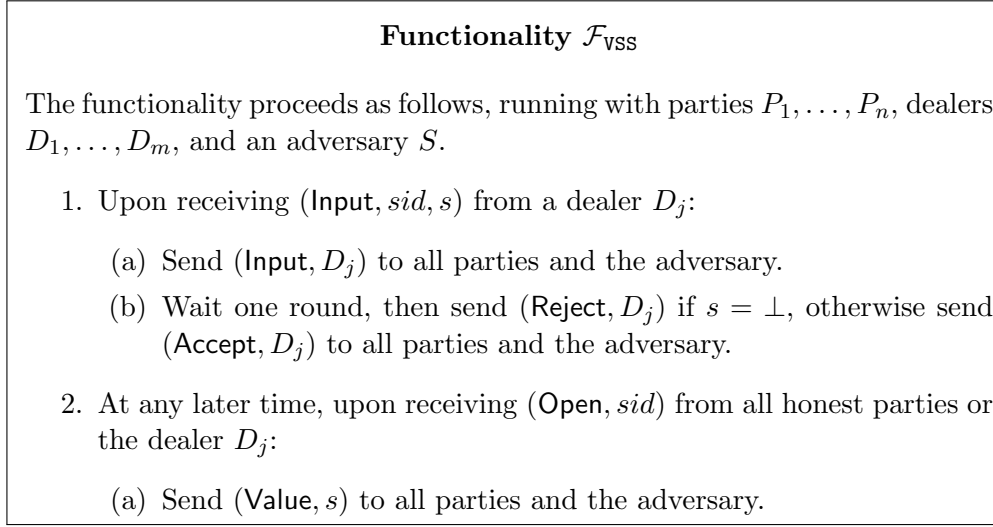 Functionality $\mathcal{F}_{\mathtt{VSS}}$
The functionality proceeds as follows, running with parties $P_1, \ldots, P_n$, dealers
$D_1, \ldots, D_m$, and an adversary $S$.
1. Upon receiving (Input, $sid$, $s$) from a dealer $D_j$:
(a) Send (Input, $D_j$) to all parties and the adversary.
(b) Wait one round, then send (Reject, $D_j$) if $s = \bot$, otherwise send
(Accept, $D_j$) to all parties and the adversary.
2. At any later time, upon receiving (Open, $sid$) from all honest parties or
the dealer $D_j$:
(a) Send (Value, $s$) to all parties and the adversary.